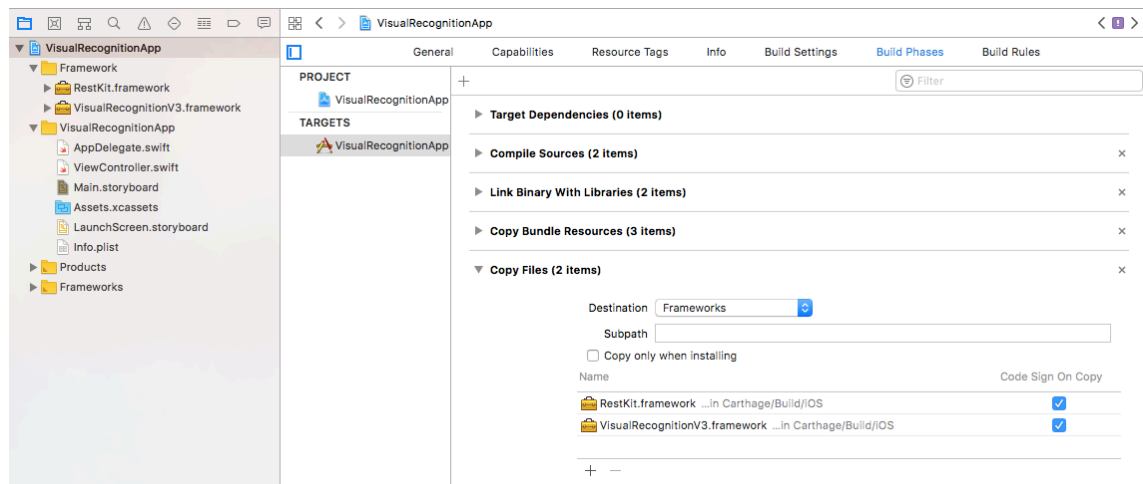 VisualRecognitionApp
VisualRecognitionApp
Framework
RestKit.framework
VisualRecognitionV3.framework
VisualRecognitionApp
AppDelegate.swift
ViewController.swift
Main.storyboard
Assets.xcassets
LaunchScreen.storyboard
Info.plist
Products
Frameworks
General Capabilities Resource Tags Info Build Settings Build Phases Build Rules
PROJECT
VisualRecognitionApp
TARGETS
VisualRecognitionApp
Filter
Target Dependencies (0 items)
Compile Sources (2 items)
Link Binary With Libraries (2 items)
Copy Bundle Resources (3 items)
Copy Files (2 items)
Destination Frameworks
Subpath
Copy only when installing
Name Code Sign On Copy
RestKit.framework ...in Carthage/Build/iOS
VisualRecognitionV3.framework ...in Carthage/Build/iOS